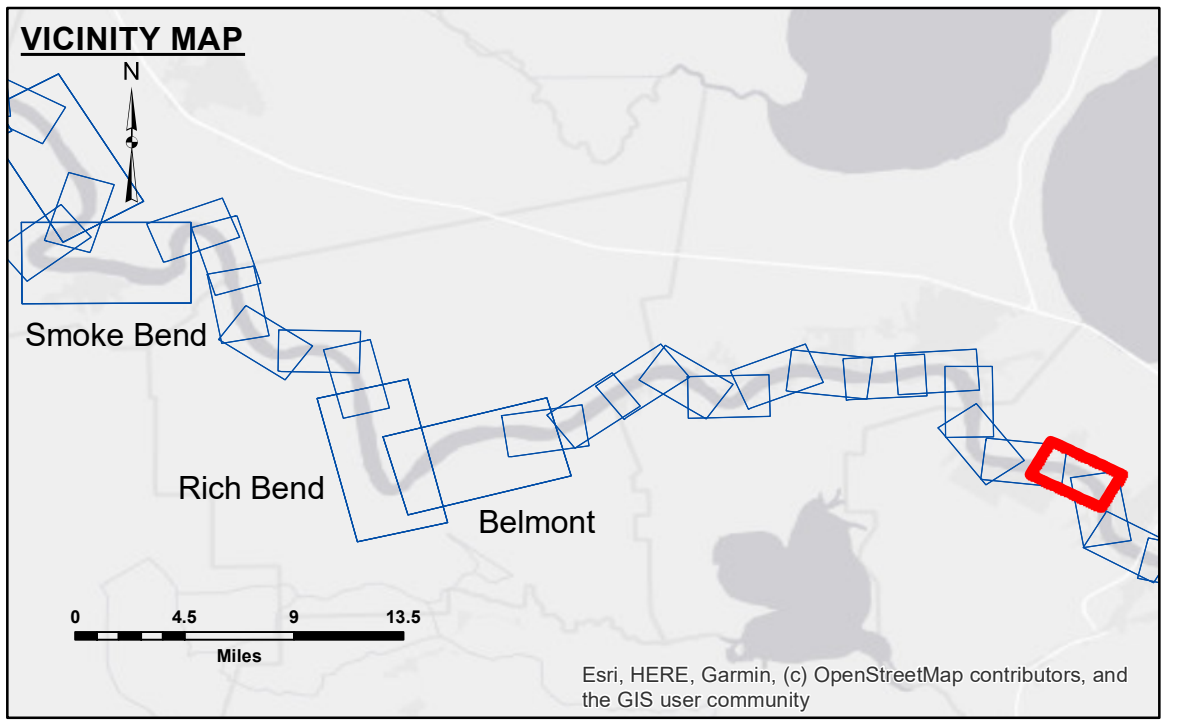 VICINITY MAP
N
Smoke Bend
Rich Bend
Belmont
0 4.5 9 13.5
Miles
Esri, HERE, Garmin, (c) OpenStreetMap contributors, and
the GIS user community